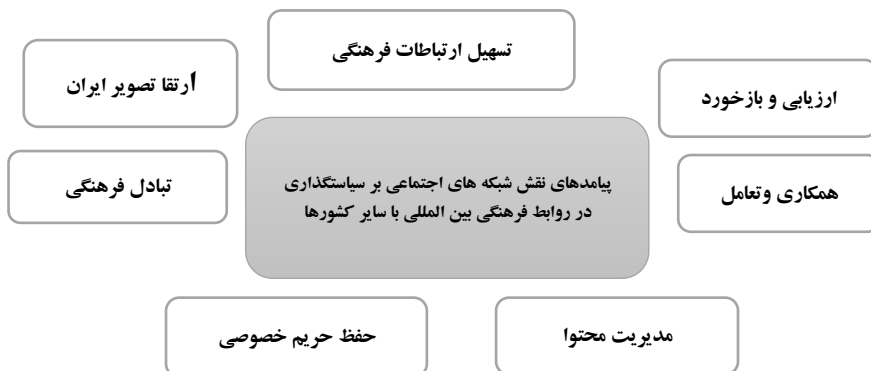 تسهیل ارتباطات فرهنگی
ارزیابی و بازخورد
أرتقا تصویر ایران
همکاری وتعامل
تبادل فرهنگی
پیامدهای نقش شبکه های اجتماعی بر سیاستگذاری
در روابط فرهنگی بین المللی با سایر کشورها
مدیریت محتوا
حفظ حریم خصوصی